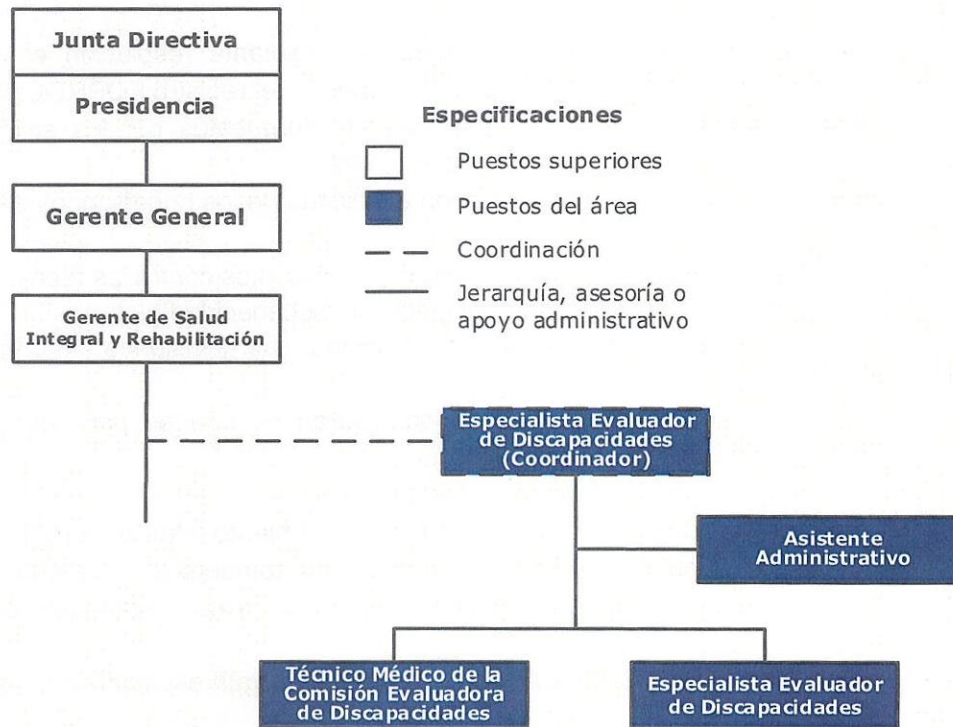 Junta Directiva
Presidencia
Gerente General
Gerente de Salud
Integral y Rehabilitación
Especificaciones
Puestos superiores
Puestos del área
Coordinación
Jerarquía, asesoría o
apoyo administrativo
Especialista Evaluador
de Discapacidades
(Coordinador)
Asistente
Administrativo
Técnico Médico de la
Comisión Evaluadora
de Discapacidades
Especialista Evaluador
de Discapacidades